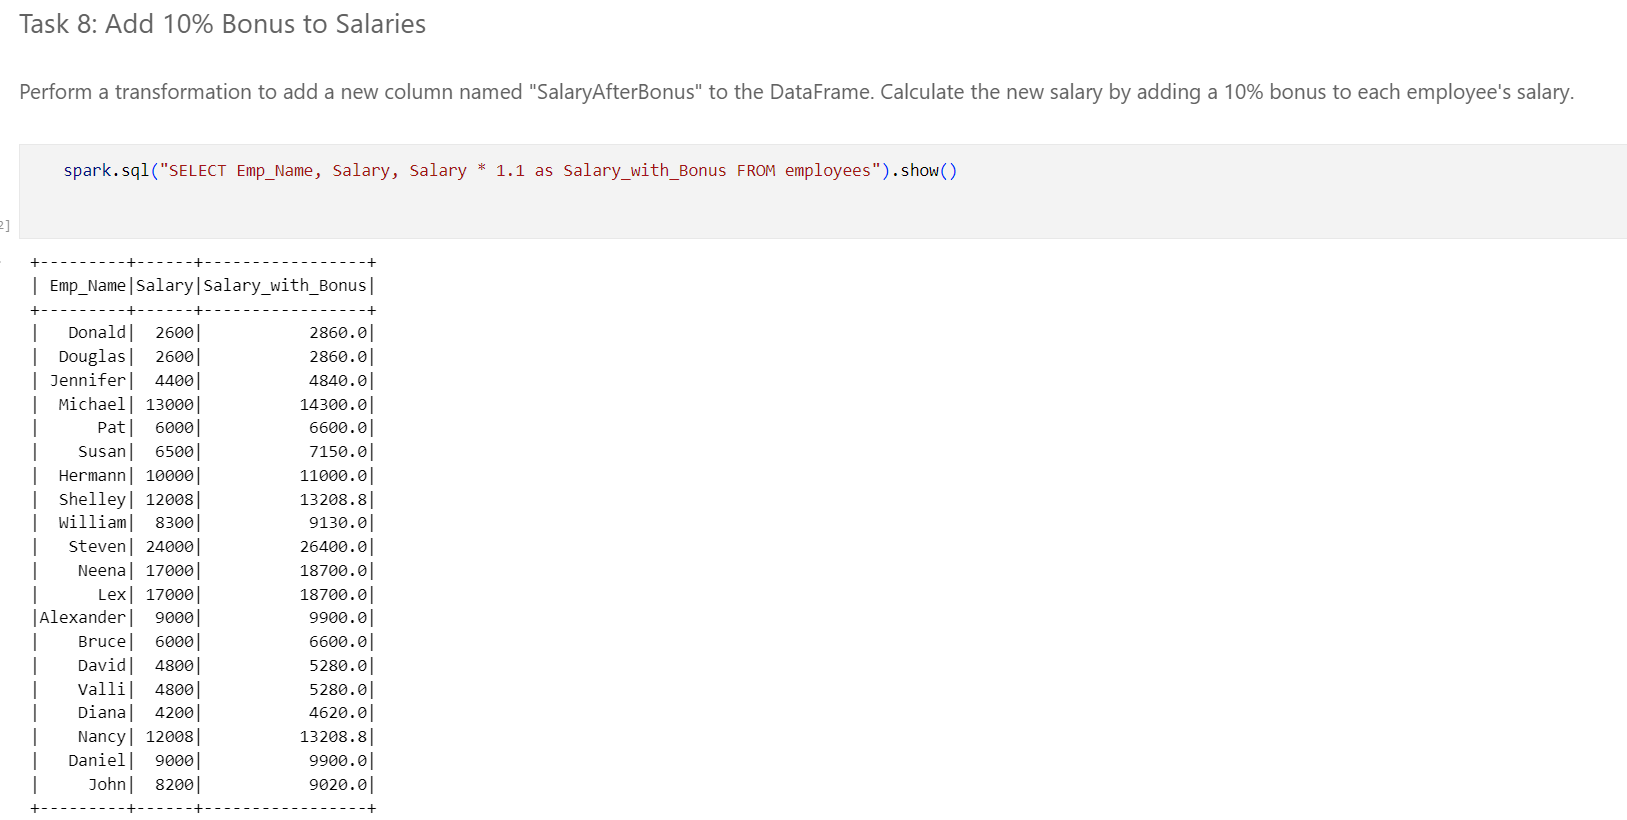 Task 8: Add 10% Bonus to Salaries
Perform a transformation to add a new column named "SalaryAfterBonus" to the DataFrame. Calculate the new salary by adding a 10% bonus to each employee's salary.
spark.sql("SELECT Emp_Name, Salary, Salary * 1.1 as Salary_with_Bonus FROM employees").show()
2]
+---------+------+-----------------+
| Emp_Name|Salary|Salary_with_Bonus|
+---------+------+-----------------+
|   Donald|  2600|           2860.0|
|  Douglas|  2600|           2860.0|
| Jennifer|  4400|           4840.0|
|  Michael| 13000|          14300.0|
|      Pat|  6000|           6600.0|
|    Susan|  6500|           7150.0|
|  Hermann| 10000|          11000.0|
|  Shelley| 12008|          13208.8|
|  William|  8300|           9130.0|
|   Steven| 24000|          26400.0|
|    Neena| 17000|          18700.0|
|      Lex| 17000|          18700.0|
|Alexander|  9000|           9900.0|
|    Bruce|  6000|           6600.0|
|    David|  4800|           5280.0|
|    Valli|  4800|           5280.0|
|    Diana|  4200|           4620.0|
|    Nancy| 12008|          13208.8|
|   Daniel|  9000|           9900.0|
|     John|  8200|           9020.0|
+---------+------+-----------------+